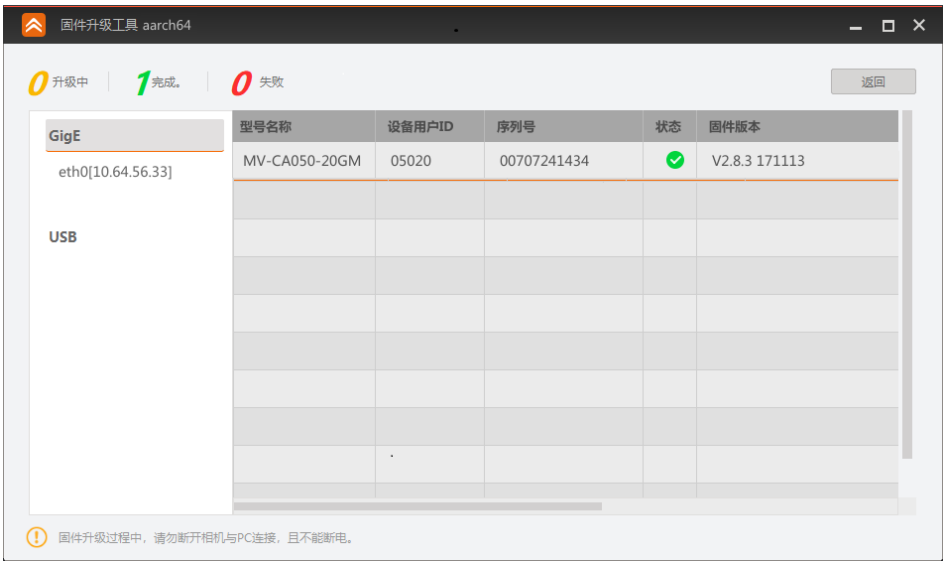 固件升级工具 aarch64
0 升级中 1 完成。 0 失败 返回
GigE
eth0[10.64.56.33]
USB
型号名称 设备用户ID 序列号 状态 固件版本
MV-CA050-20GM 05020 00707241434 V2.8.3 171113
固件升级过程中，请勿断开相机与PC连接，且不能断电。